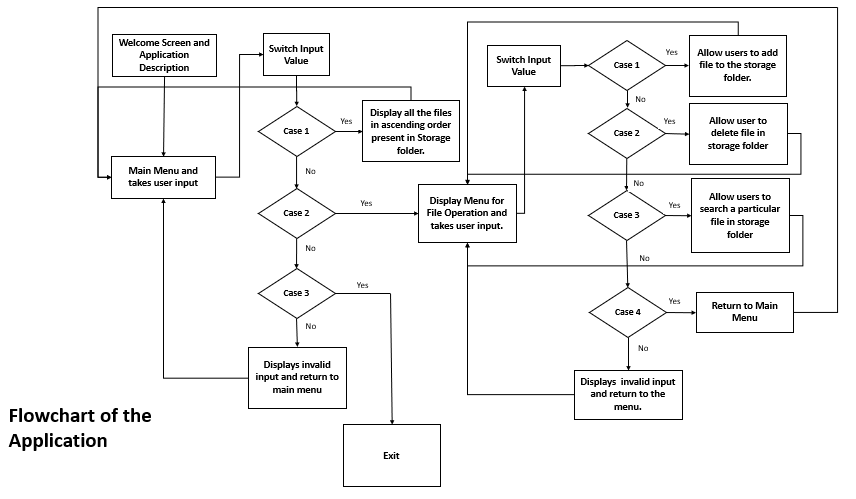 Welcome Screen and
Application
Description
Switch Input
Value
Main Menu and
takes user input
Case 1
Yes
Display all the files
in ascending order
present in Storage
folder.
No
Case 2
Yes
No
Case 3
Yes
No
Displays invalid
input and return to
main menu
Exit
Display Menu for
File Operation and
takes user input.
Switch Input
Value
Case 1
Yes
Allow users to add
file to the storage
folder.
No
Case 2
Yes
Allow user to
delete file in
storage folder
No
Case 3
Yes
Allow users to
search a particular
file in storage
folder
No
Case 4
Yes
Return to Main
Menu
No
Displays invalid input
and return to the
menu.
Flowchart of the
Application